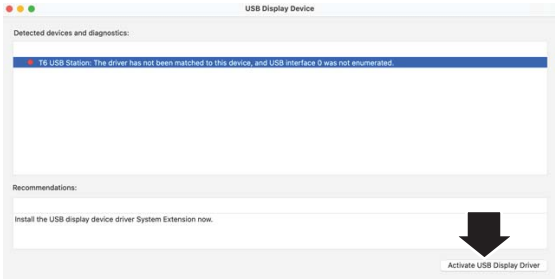 USB Display Device
Detected devices and diagnostics:
T6 USB Station: The driver has not been matched to this device, and USB interface 0 was not enumerated.
Recommendations:
Install the USB display device driver System Extension now.
Activate USB Display Driver